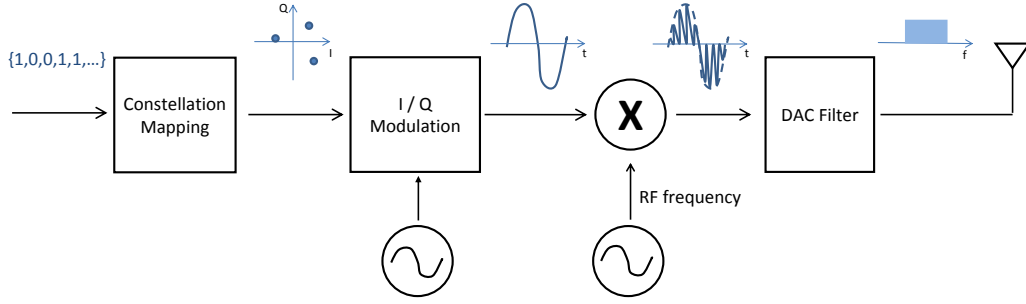 {1,0,0,1,1,...}
Constellation
Mapping
Q
I
I / Q
Modulation
t
X
t
RF frequency
DAC Filter
f